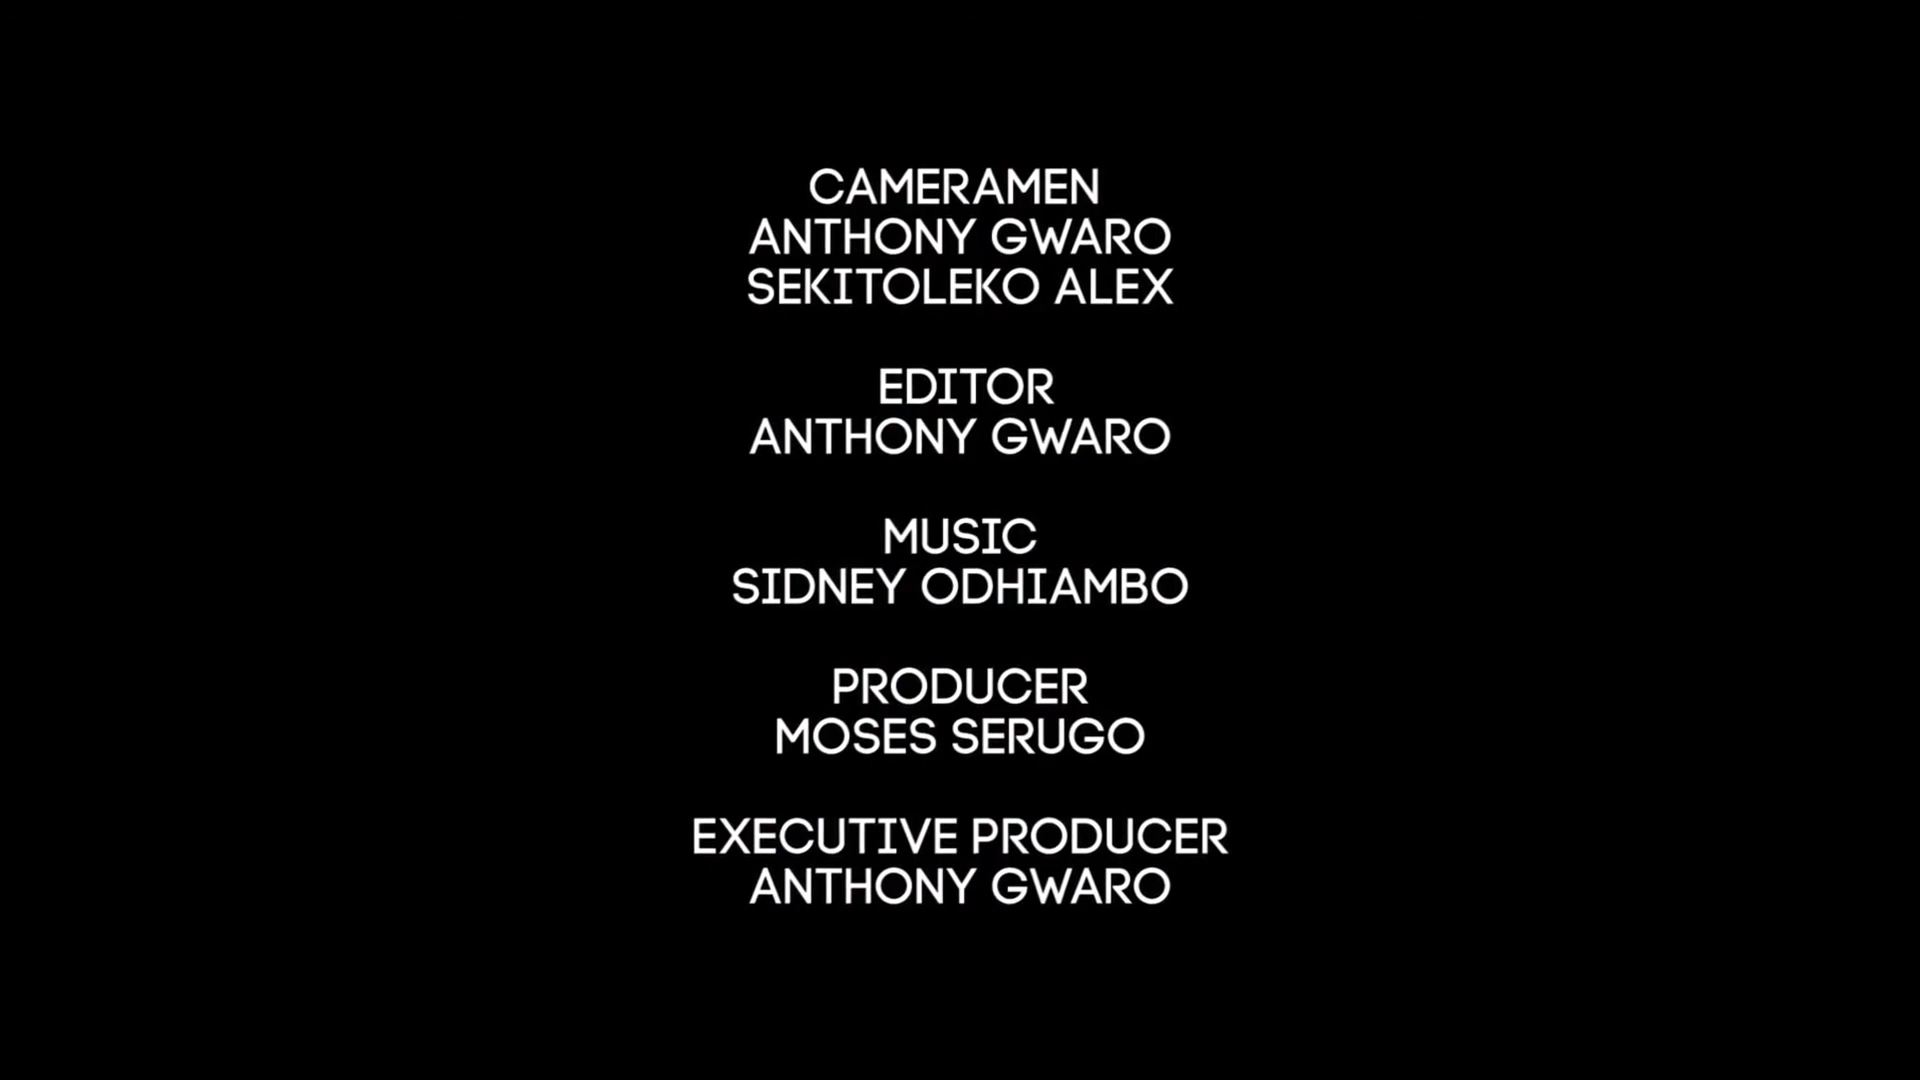 CAMERAMEN
ANTHONY GWARO
SEKITOLEKO ALEX
EDITOR
ANTHONY GWARO
MUSIC
SIDNEY ODHIAMBO
PRODUCER
MOSES SERUGO
EXECUTIVE PRODUCER
ANTHONY GWARO